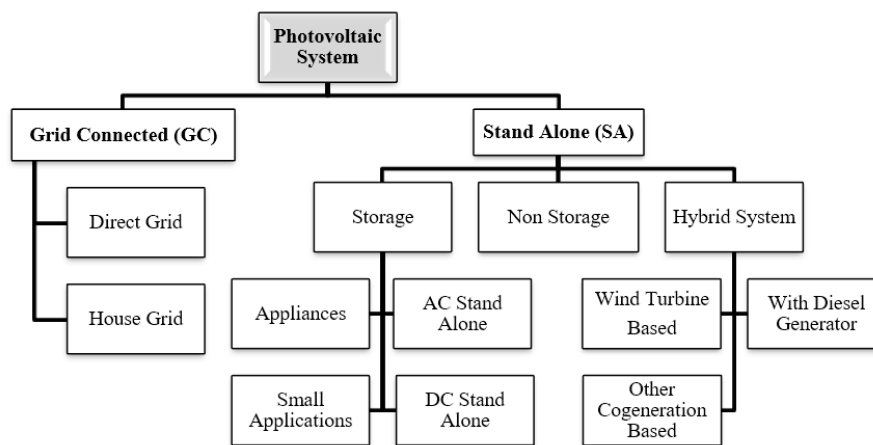 Photovoltaic
System
Grid Connected (GC)
Stand Alone (SA)
Direct Grid
House Grid
Storage
Non Storage
Hybrid System
Appliances
AC Stand
Alone
Small
Applications
DC Stand
Alone
Wind Turbine
Based
With Diesel
Generator
Other
Cogeneration
Based